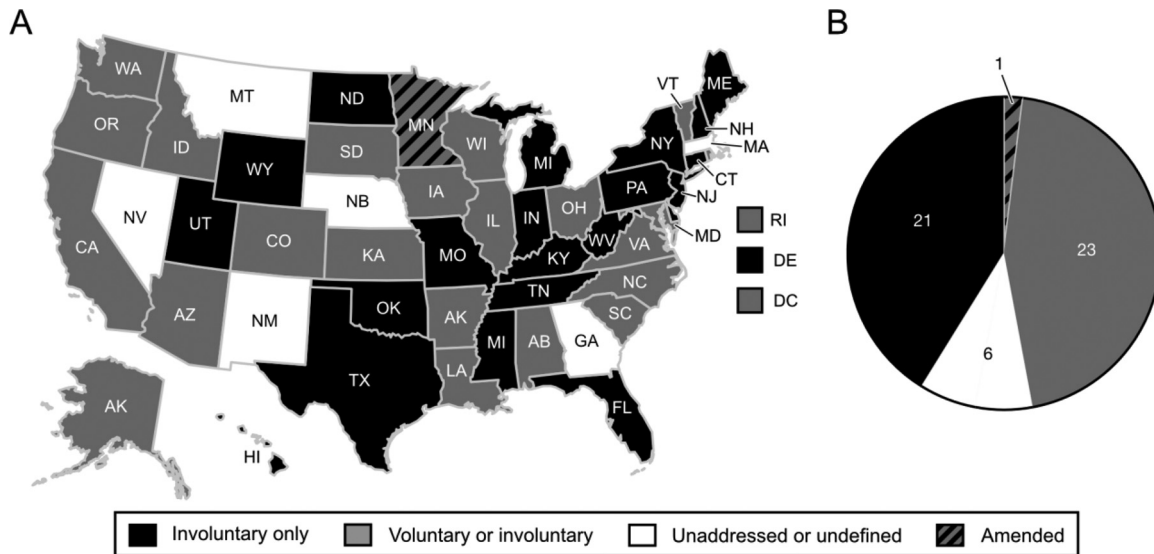 A
B
WA
MT
ND
MN
VT
ME
1
OR
ID
WY
SD
WI
MI
NY
NH
MA
CT
NV
UT
NB
IA
PA
NJ
RI
21
23
CA
CO
KA
MO
IL
IN
OH
WV
VA
MD
DE
KY
DC
AZ
NM
OK
AK
TN
NC
SC
6
MI
AB
GA
TX
LA
FL
AK
HI
Involuntary only
Voluntary or involuntary
Unaddressed or undefined
Amended